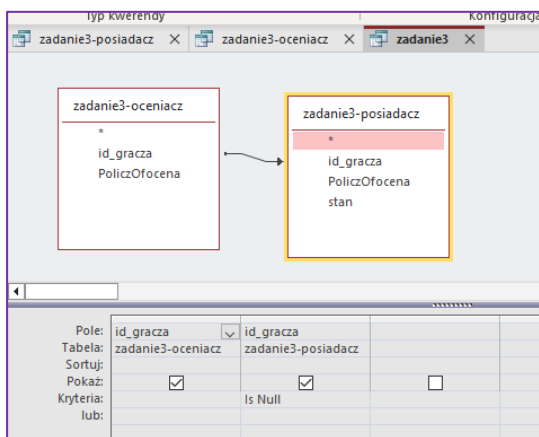 Typ kwerendy Konfiguracja
zadanie3-posiadacz zadanie3-oceniacz zadanie3
zadanie3-oceniacz
*
id_gracza
PoliczOfocena
zadanie3-posiadacz
*
id_gracza
PoliczOfocena
stan
Pole: id_gracza id_gracza
Tabela: zadanie3-oceniacz zadanie3-posiadacz
Sortuj:
Pokaż:
Kryteria: Is Null
lub: